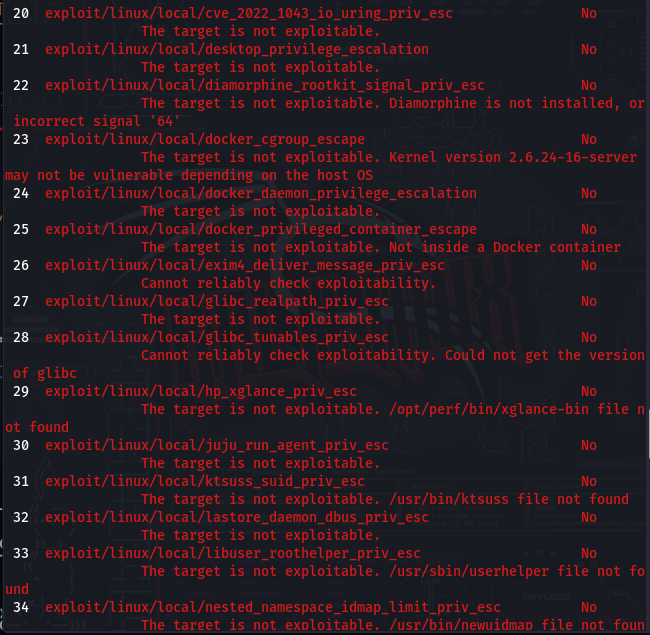 20 exploit/linux/local/cve_2022_1043_io_uring_priv_esc No
The target is not exploitable.
21 exploit/linux/local/desktop_privilege_escalation No
The target is not exploitable.
22 exploit/linux/local/diamorphine_rootkit_signal_priv_esc No
The target is not exploitable. Diamorphine is not installed, or
incorrect signal '64'
23 exploit/linux/local/docker_cgroup_escape No
The target is not exploitable. Kernel version 2.6.24-16-server
may not be vulnerable depending on the host OS
24 exploit/linux/local/docker_daemon_privilege_escalation No
The target is not exploitable.
25 exploit/linux/local/docker_privileged_container_escape No
The target is not exploitable. Not inside a Docker container
26 exploit/linux/local/exim4_deliver_message_priv_esc No
Cannot reliably check exploitability.
27 exploit/linux/local/glibc_realpath_priv_esc No
The target is not exploitable.
28 exploit/linux/local/glibc_tunables_priv_esc No
Cannot reliably check exploitability. Could not get the version
of glibc
29 exploit/linux/local/hp_xglance_priv_esc No
The target is not exploitable. /opt/perf/bin/xglance-bin file n
ot found
30 exploit/linux/local/juju_run_agent_priv_esc No
The target is not exploitable.
31 exploit/linux/local/ktsuss_suid_priv_esc No
The target is not exploitable. /usr/bin/ktsuss file not found
32 exploit/linux/local/lastore_daemon_dbus_priv_esc No
The target is not exploitable.
33 exploit/linux/local/libuser_roothelper_priv_esc No
The target is not exploitable. /usr/sbin/userhelper file not fo
und
34 exploit/linux/local/nested_namespace_idmap_limit_priv_esc No
The target is not exploitable. /usr/bin/newuidmap file not foun
PAYLOAD